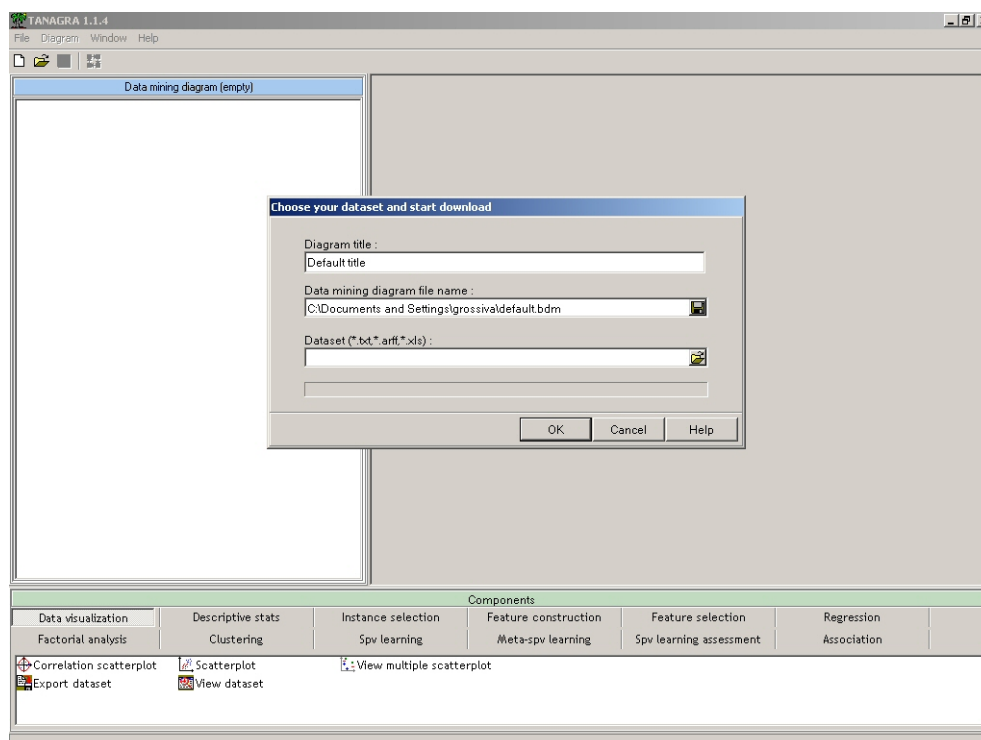 TANAGRA 1.1.4
File Diagram Window Help
Data mining diagram (empty)
Choose your dataset and start download
Diagram title :
Default title
Data mining diagram file name :
C:\Documents and Settings\grossiva\default.bdm
Dataset (*.txt,*.arff,*.xls) :
OK Cancel Help
Components
Data visualization Descriptive stats Instance selection Feature construction Feature selection Regression
Factorial analysis Clustering Spv learning Meta-spv learning Spv learning assessment Association
Correlation scatterplot Scatterplot View multiple scatterplot
Export dataset View dataset